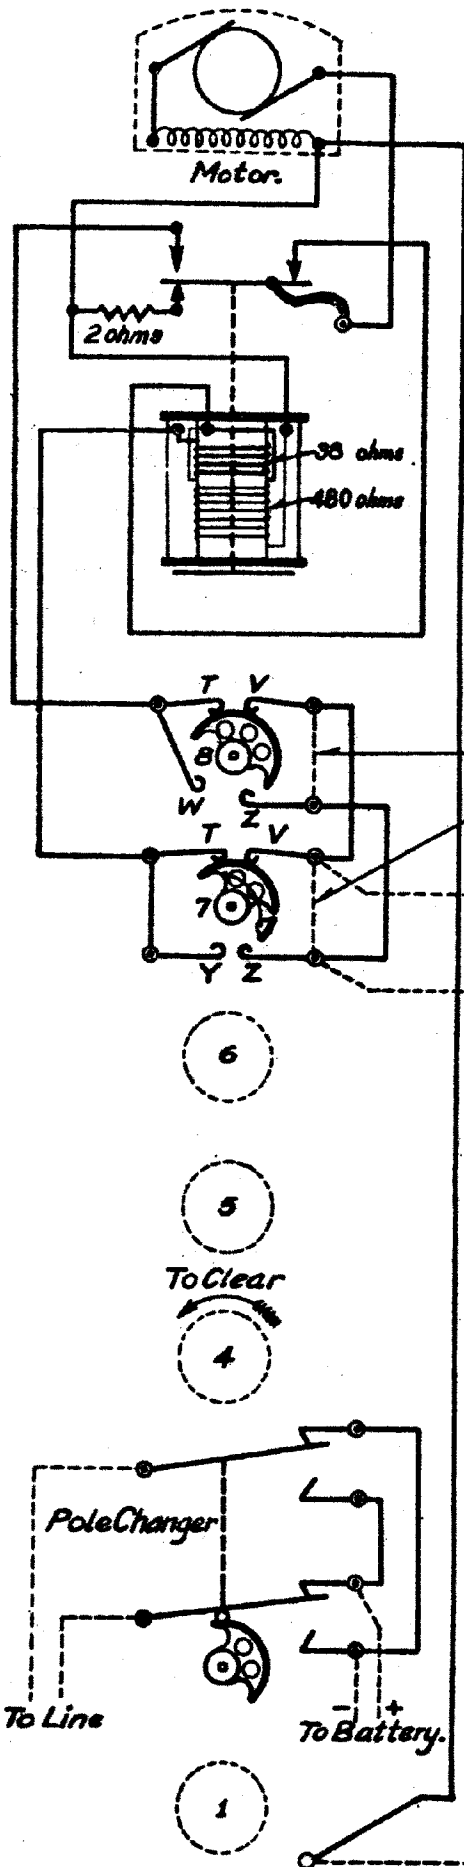 Motor.
2 ohms
38 ohms
480 ohms
T V
8
W Z
T V
7
Y Z
6
5
To Clear
4
Pole Changer
- +
To Line
To Battery.
1